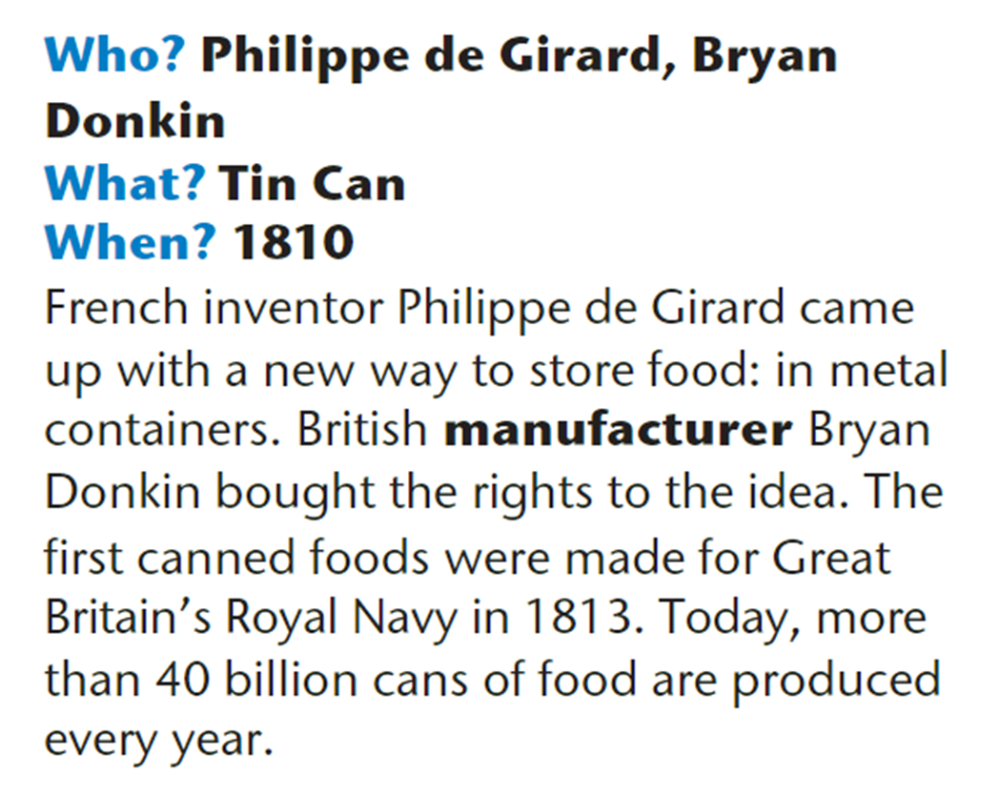 Who? Philippe de Girard, Bryan
Donkin
What? Tin Can
When? 1810
French inventor Philippe de Girard came
up with a new way to store food: in metal
containers. British manufacturer Bryan
Donkin bought the rights to the idea. The
first canned foods were made for Great
Britain’s Royal Navy in 1813. Today, more
than 40 billion cans of food are produced
every year.